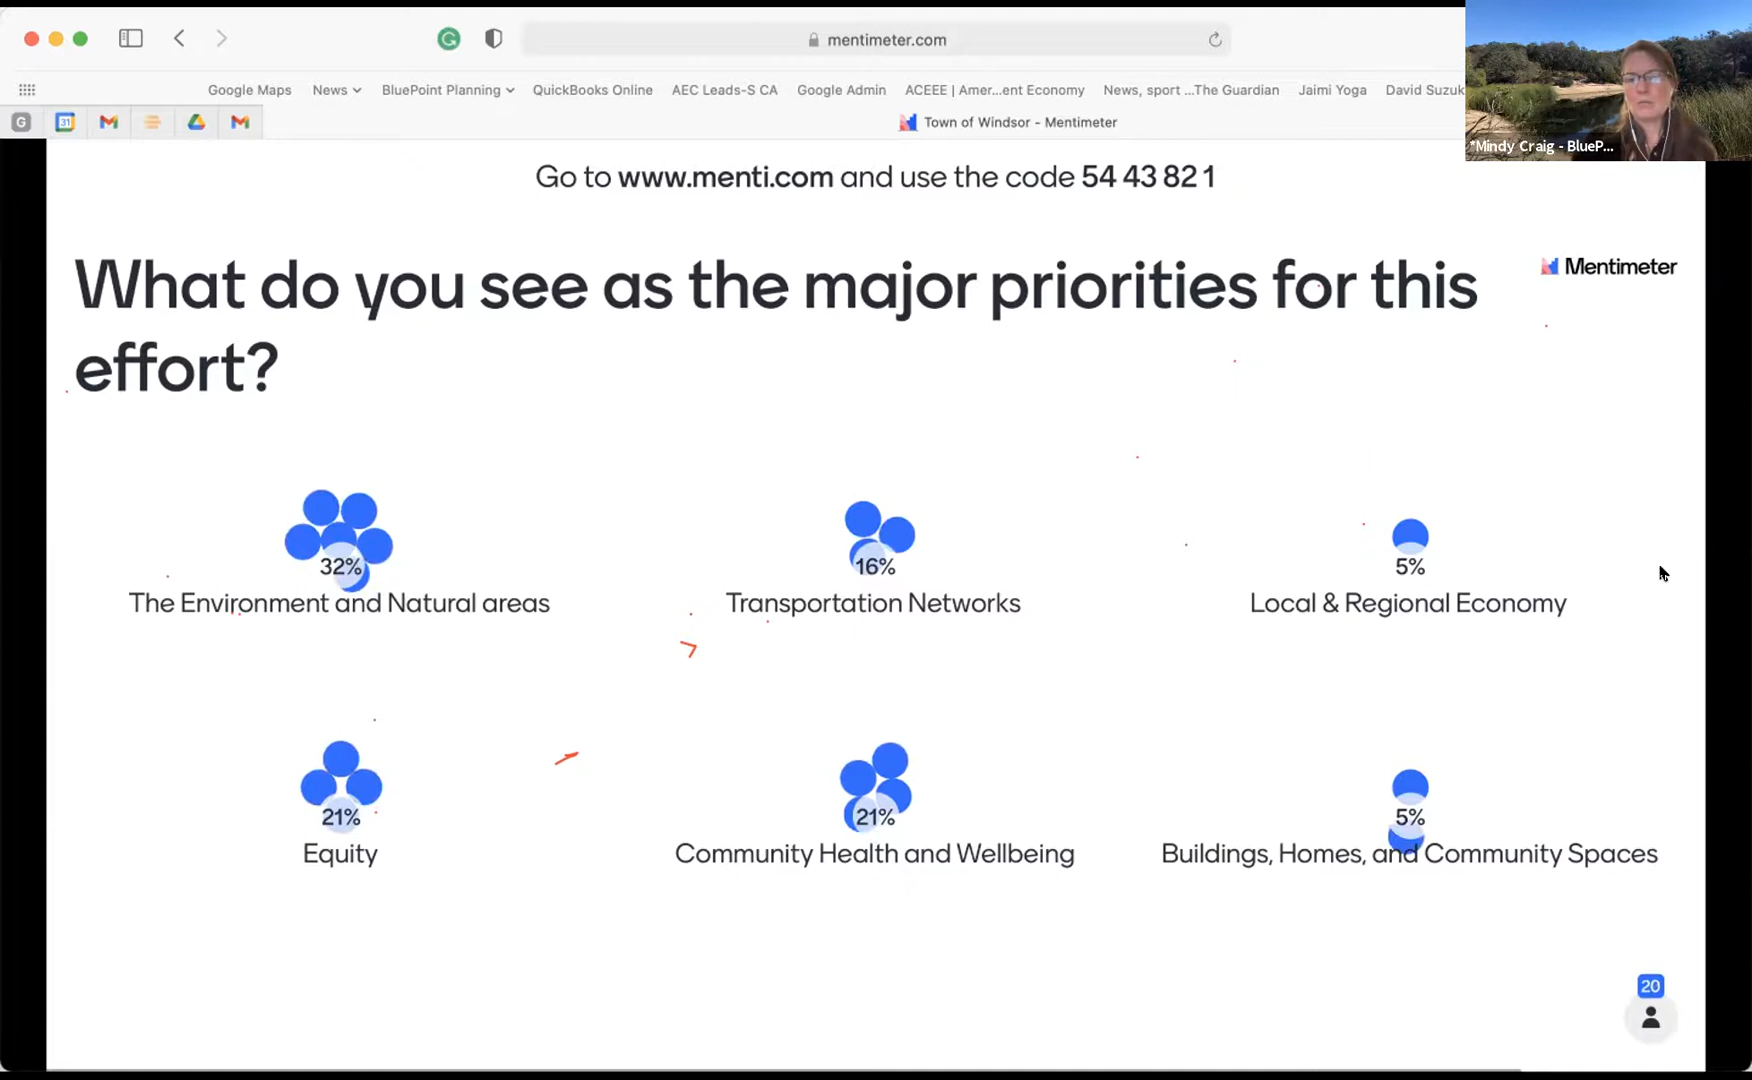 mentimeter.com
Google Maps News BluePoint Planning QuickBooks Online AEC Leads-S CA Google Admin ACEEE | Amer...ent Economy News, sport ...The Guardian Jaimi Yoga David Suzuk
G 31 Town of Windsor - Mentimeter
*Mindy Craig - BlueP...
Go to www.menti.com and use the code 54 43 82 1
What do you see as the major priorities for this
effort?
Mentimeter
32% 16% 5%
The Environment and Natural areas Transportation Networks Local & Regional Economy
21% 21% 5%
Equity Community Health and Wellbeing Buildings, Homes, and Community Spaces
20